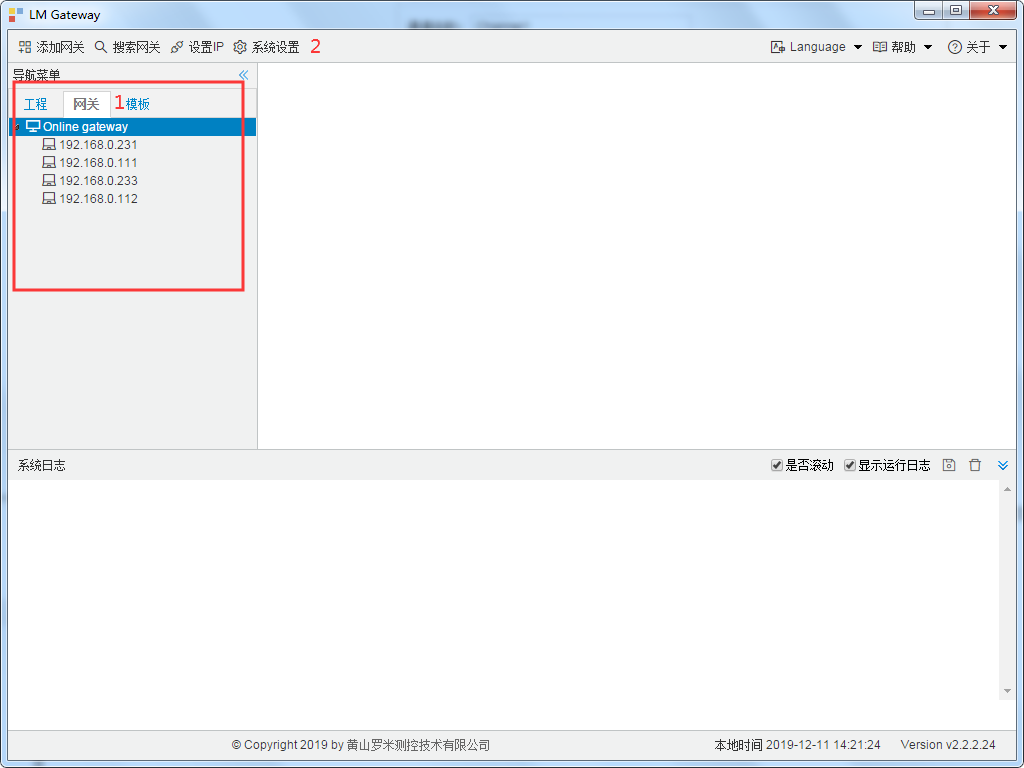 LM Gateway
添加网关 搜索网关 设置IP 系统设置 2 Language 帮助 关于
导航菜单
工程 网关 1 模板
Online gateway
192.168.0.231
192.168.0.111
192.168.0.233
192.168.0.112
系统日志 是否滚动 显示运行日志
© Copyright 2019 by 黄山罗米测控技术有限公司 本地时间 2019-12-11 14:21:24 Version v2.2.2.24